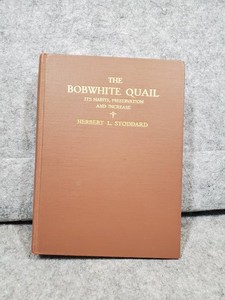 THE
BOBWHITE QUAIL
ITS HABITS, PRESERVATION
AND INCREASE
HERBERT L. STODDARD